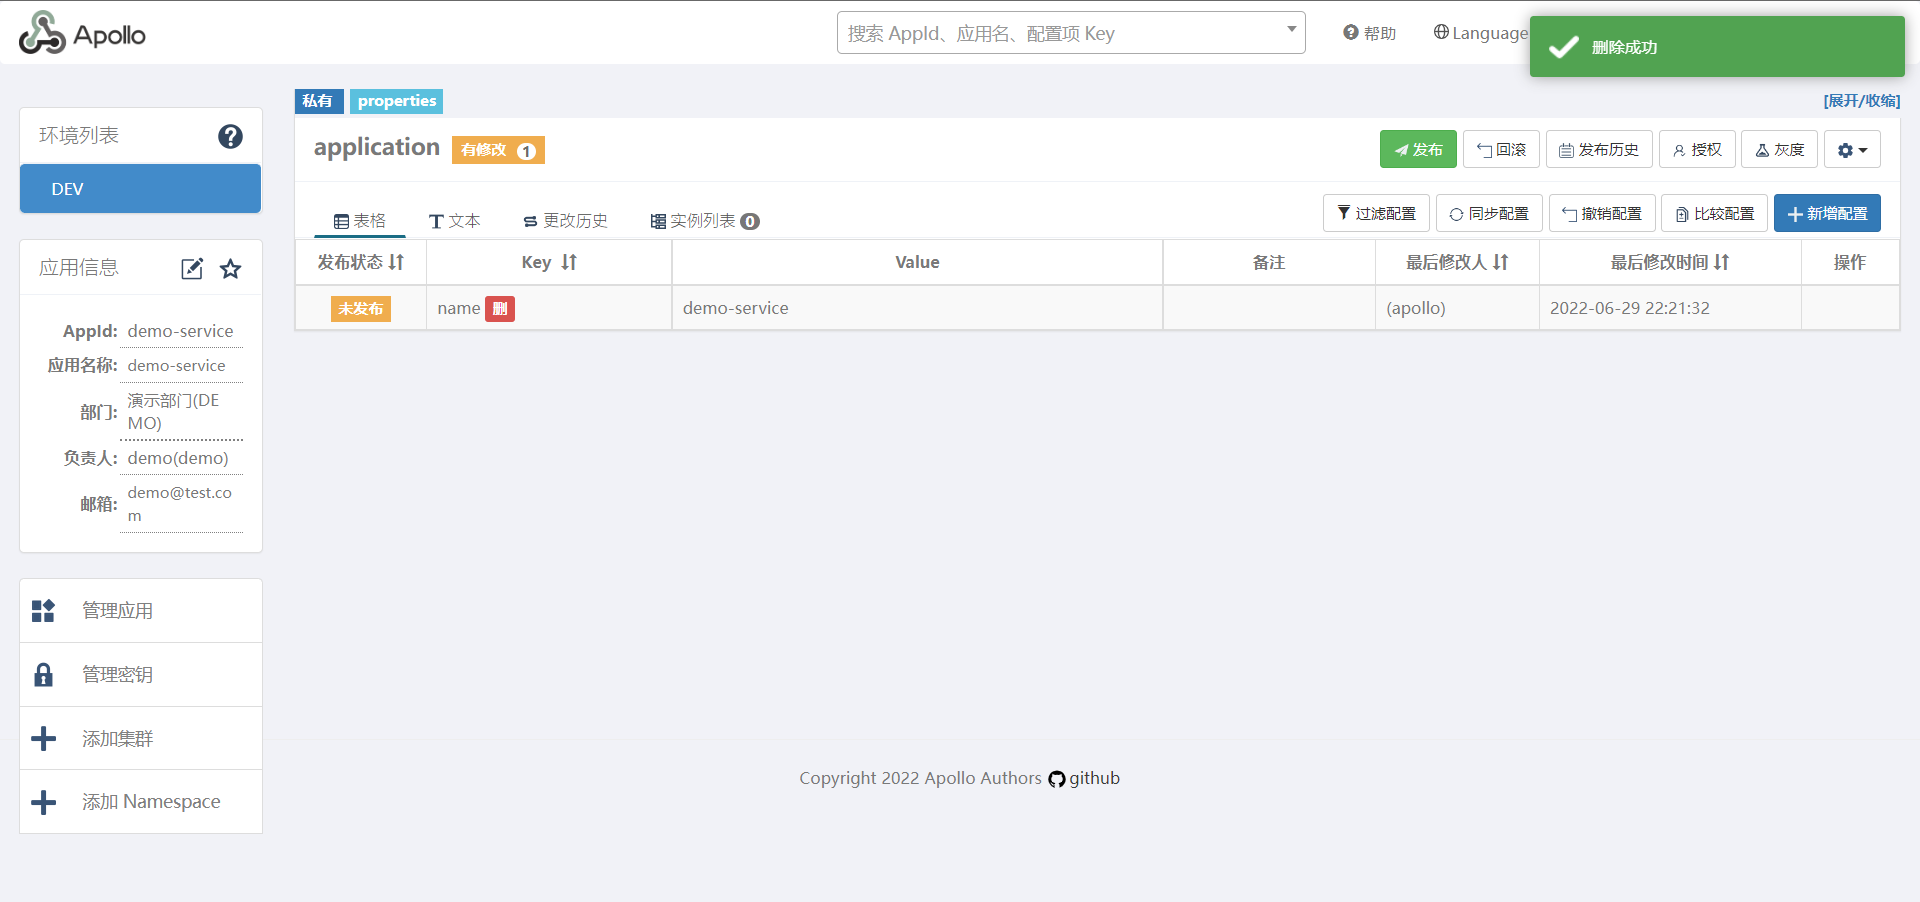 Apollo
搜索 AppId、应用名、配置项 Key
帮助
Language
删除成功
私有 properties
[展开/收缩]
环境列表
DEV
application 有修改 1
发布 回滚 发布历史 授权 灰度
表格 文本 更改历史 实例列表 0
过滤配置 同步配置 撤销配置 比较配置 新增配置
发布状态 Key Value 备注 最后修改人 最后修改时间 操作
未发布 name 删 demo-service (apollo) 2022-06-29 22:21:32
应用信息
AppId: demo-service
应用名称: demo-service
部门: 演示部门(DE
MO)
负责人: demo(demo)
邮箱: demo@test.co
m
管理应用
管理密钥
添加集群
添加 Namespace
Copyright 2022 Apollo Authors github